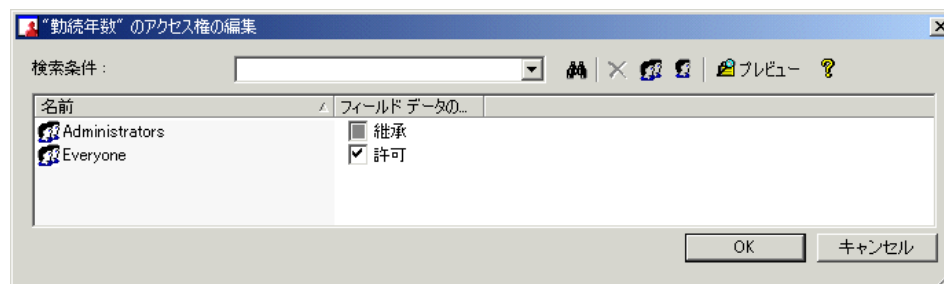 “勤続年数” のアクセス権の編集
検索条件： プレビュー
名前 フィールド データの...
Administrators 継承
Everyone 許可
OK キャンセル